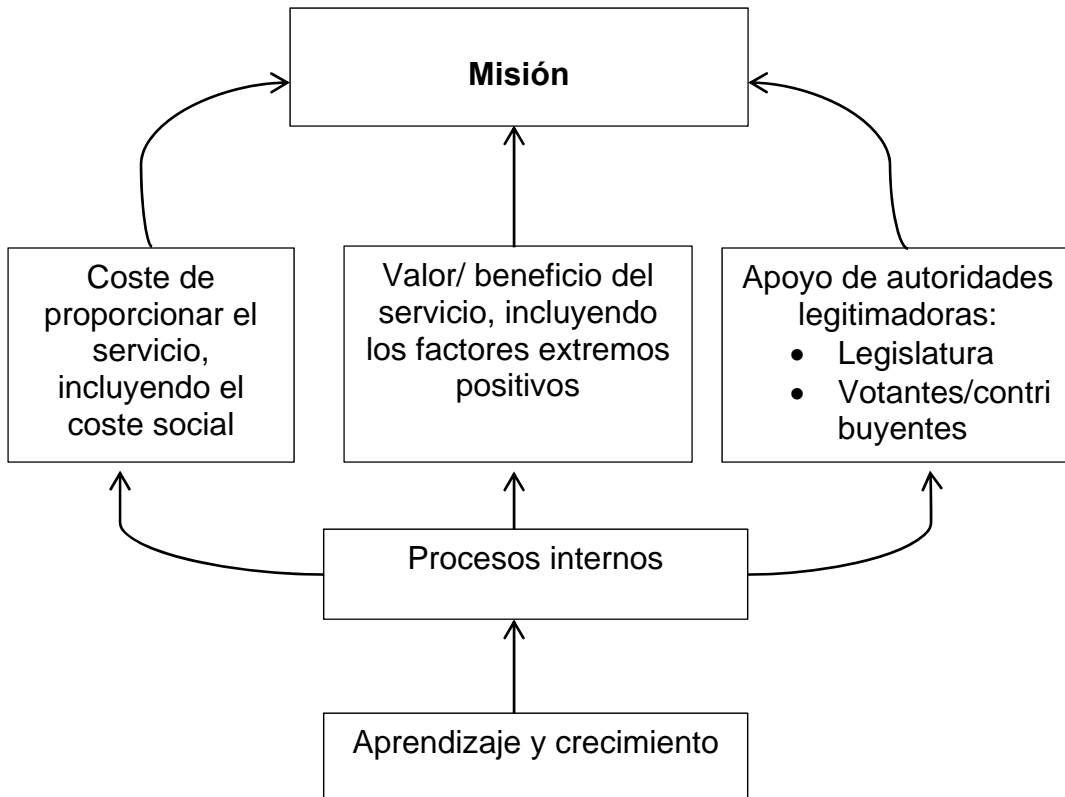 Misión
Coste de
proporcionar el
servicio,
incluyendo el
coste social
Valor/ beneficio del
servicio, incluyendo
los factores extremos
positivos
Apoyo de autoridades
legitimadoras:
• Legislatura
• Votantes/contri
buyentes
Procesos internos
Aprendizaje y crecimiento